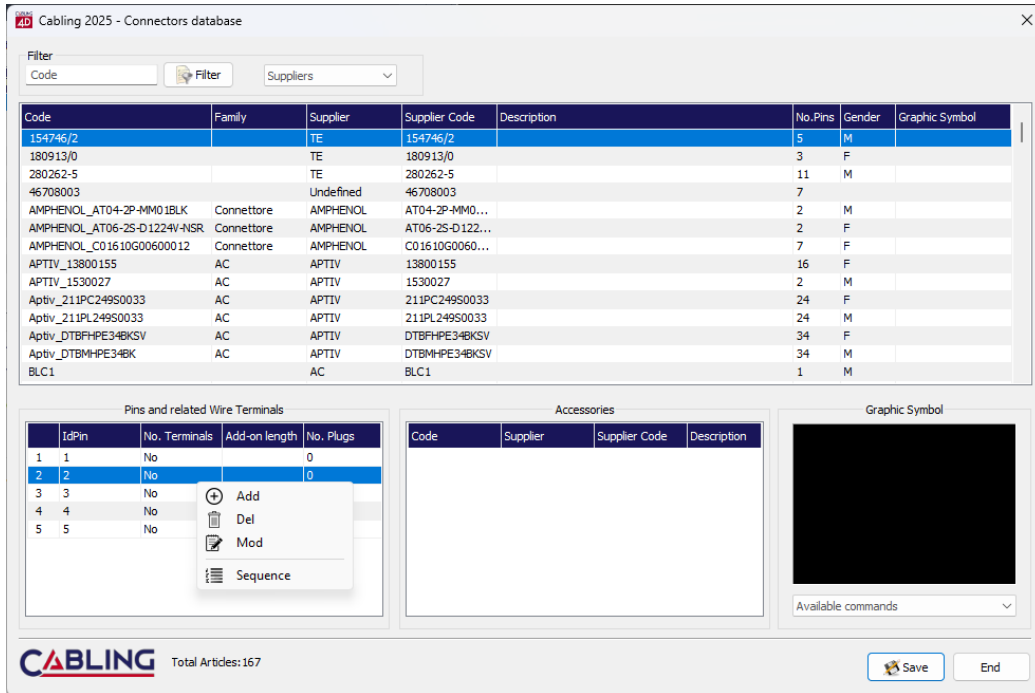 CABLING 4D Cabling 2025 - Connectors database
Filter
Code Filter Suppliers
Code Family Supplier Supplier Code Description No.Pins Gender Graphic Symbol
154746/2 TE 154746/2 5 M
180913/0 TE 180913/0 3 F
280262-5 TE 280262-5 11 M
46708003 Undefined 46708003 7
AMPHENOL_AT04-2P-MM01BLK Connettore AMPHENOL AT04-2P-MM0... 2 M
AMPHENOL_AT06-2S-D1224V-NSR Connettore AMPHENOL AT06-2S-D122... 2 F
AMPHENOL_C01610G00600012 Connettore AMPHENOL C01610G0060... 7 F
APTIV_13800155 AC APTIV 13800155 16 F
APTIV_1530027 AC APTIV 1530027 2 M
Aptiv_211PC249S0033 AC APTIV 211PC249S0033 24 F
Aptiv_211PL249S0033 AC APTIV 211PL249S0033 24 M
Aptiv_DTBFHPE34BKSV AC APTIV DTBFHPE34BKSV 34 F
Aptiv_DTBMHPE34BK AC APTIV DTBMHPE34BKSV 34 M
BLC1 AC BLC1 1 M
Pins and related Wire Terminals
IdPin No. Terminals Add-on length No. Plugs
1 1 No 0
2 2 No 0
3 3 No
4 4 No
5 5 No
Add
Del
Mod
Sequence
Accessories
Code Supplier Supplier Code Description
Graphic Symbol
Available commands
CABLING Total Articles:167
Save End